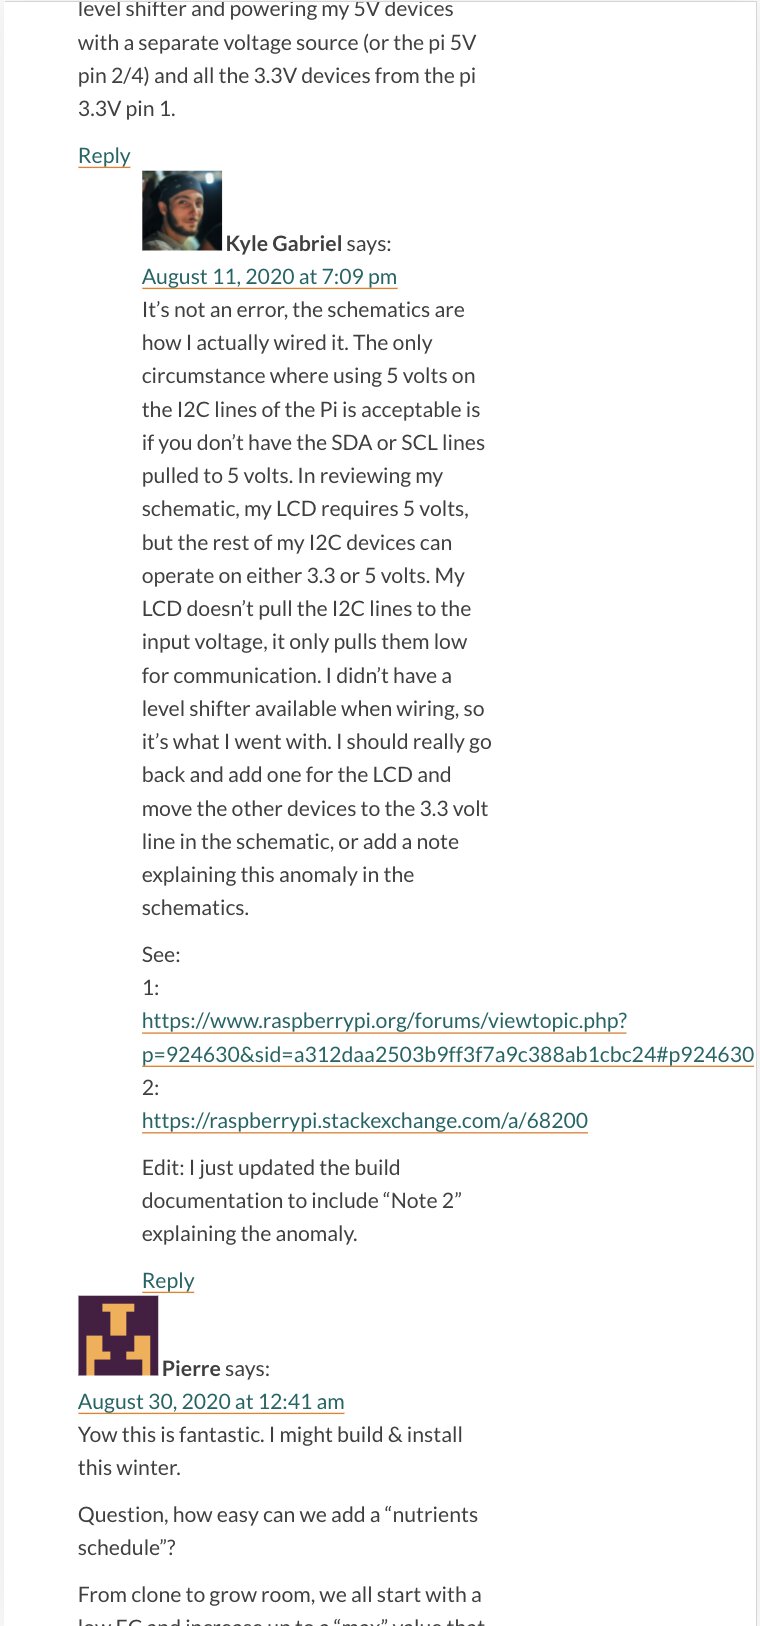 level shifter and powering my 5V devices
with a separate voltage source (or the pi 5V
pin 2/4) and all the 3.3V devices from the pi
3.3V pin 1.
Reply
Kyle Gabriel says:
August 11, 2020 at 7:09 pm
It’s not an error, the schematics are
how I actually wired it. The only
circumstance where using 5 volts on
the I2C lines of the Pi is acceptable is
if you don’t have the SDA or SCL lines
pulled to 5 volts. In reviewing my
schematic, my LCD requires 5 volts,
but the rest of my I2C devices can
operate on either 3.3 or 5 volts. My
LCD doesn’t pull the I2C lines to the
input voltage, it only pulls them low
for communication. I didn’t have a
level shifter available when wiring, so
it’s what I went with. I should really go
back and add one for the LCD and
move the other devices to the 3.3 volt
line in the schematic, or add a note
explaining this anomaly in the
schematics.
See:
1:
https://www.raspberrypi.org/forums/viewtopic.php?
p=924630&sid=a312daa2503b9ff3f7a9c388ab1cbc24#p924630
2:
https://raspberrypi.stackexchange.com/a/68200
Edit: I just updated the build
documentation to include “Note 2”
explaining the anomaly.
Reply
Pierre says:
August 30, 2020 at 12:41 am
Yow this is fantastic. I might build & install
this winter.
Question, how easy can we add a “nutrients
schedule”?
From clone to grow room, we all start with a
low EC and increase up to a “max” value that